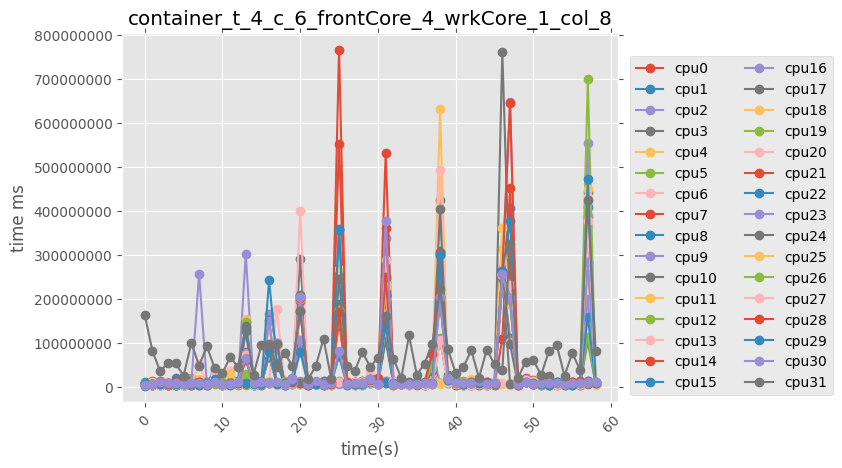 container_t_4_c_6_frontCore_4_wrkCore_1_col_8
800000000
700000000
600000000
500000000
400000000
300000000
200000000
100000000
0
time ms
0
10
20
30
40
50
60
time(s)
cpu0
cpu1
cpu2
cpu3
cpu4
cpu5
cpu6
cpu7
cpu8
cpu9
cpu10
cpu11
cpu12
cpu13
cpu14
cpu15
cpu16
cpu17
cpu18
cpu19
cpu20
cpu21
cpu22
cpu23
cpu24
cpu25
cpu26
cpu27
cpu28
cpu29
cpu30
cpu31